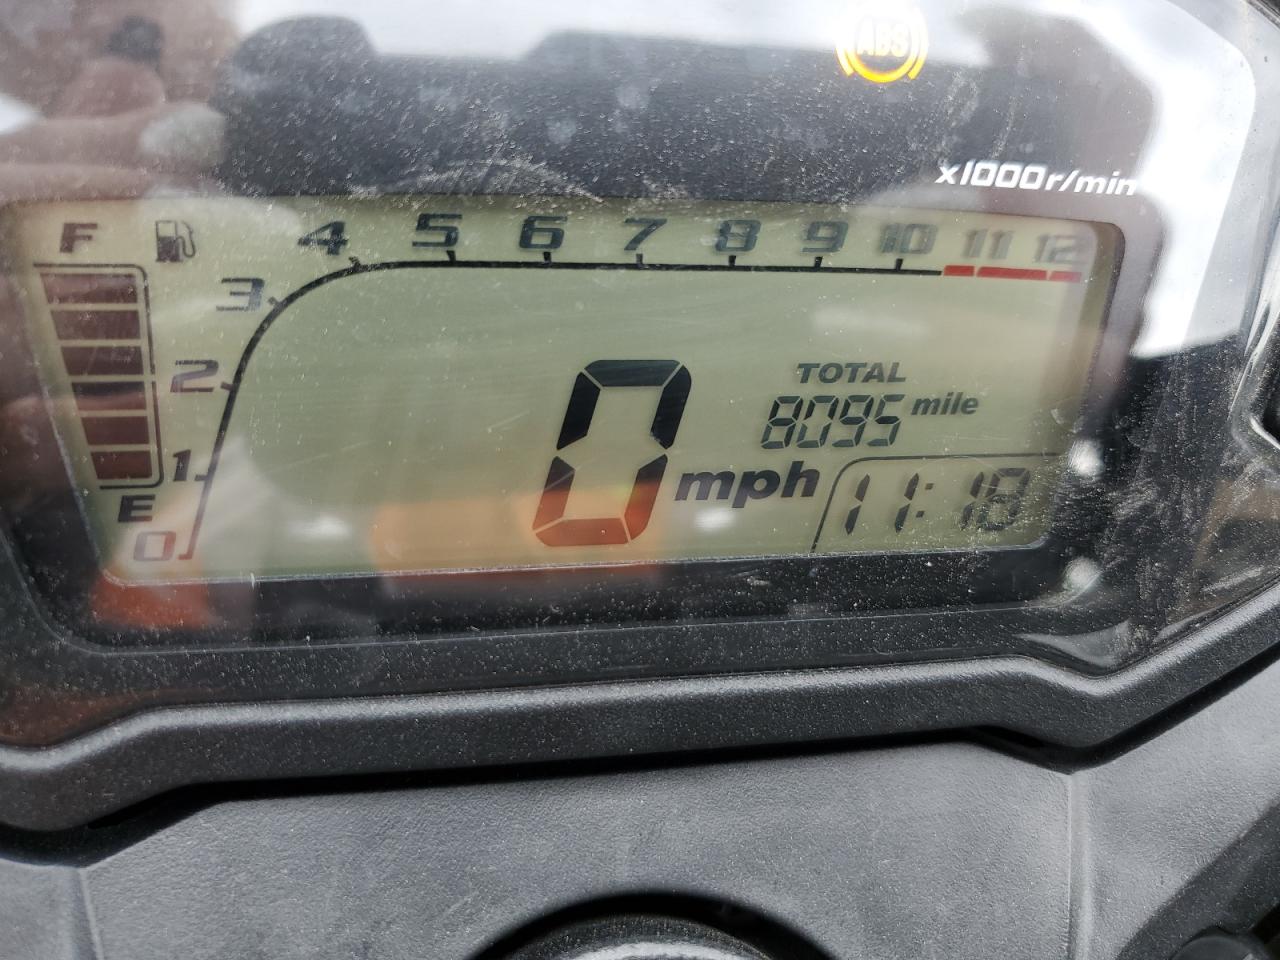 ABS
x1000r/min
F
4 5 6 7 8 9 10 11 12
3
2
1
E
0
TOTAL
8095 mile
0 mph
11:18